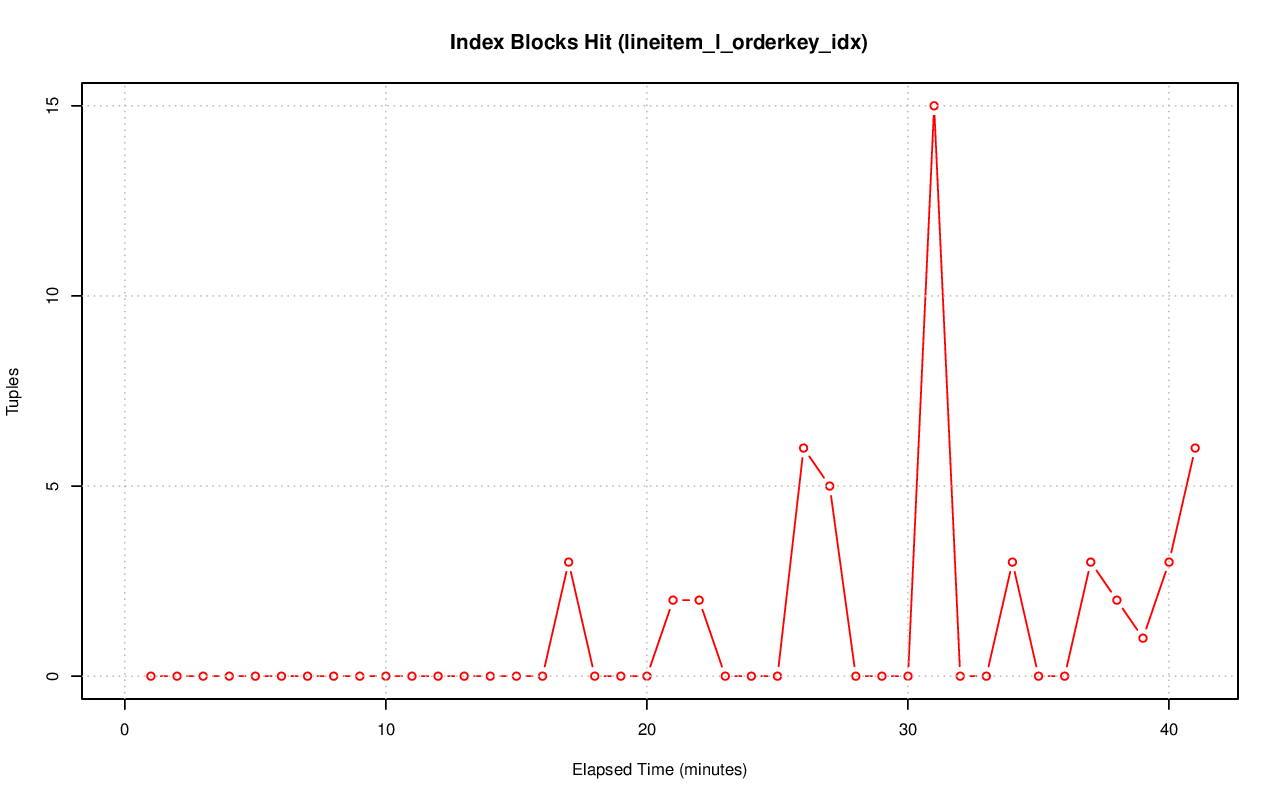 Index Blocks Hit (lineitem_l_orderkey_idx)
Tuples
15
10
5
0
0 10 20 30 40
Elapsed Time (minutes)